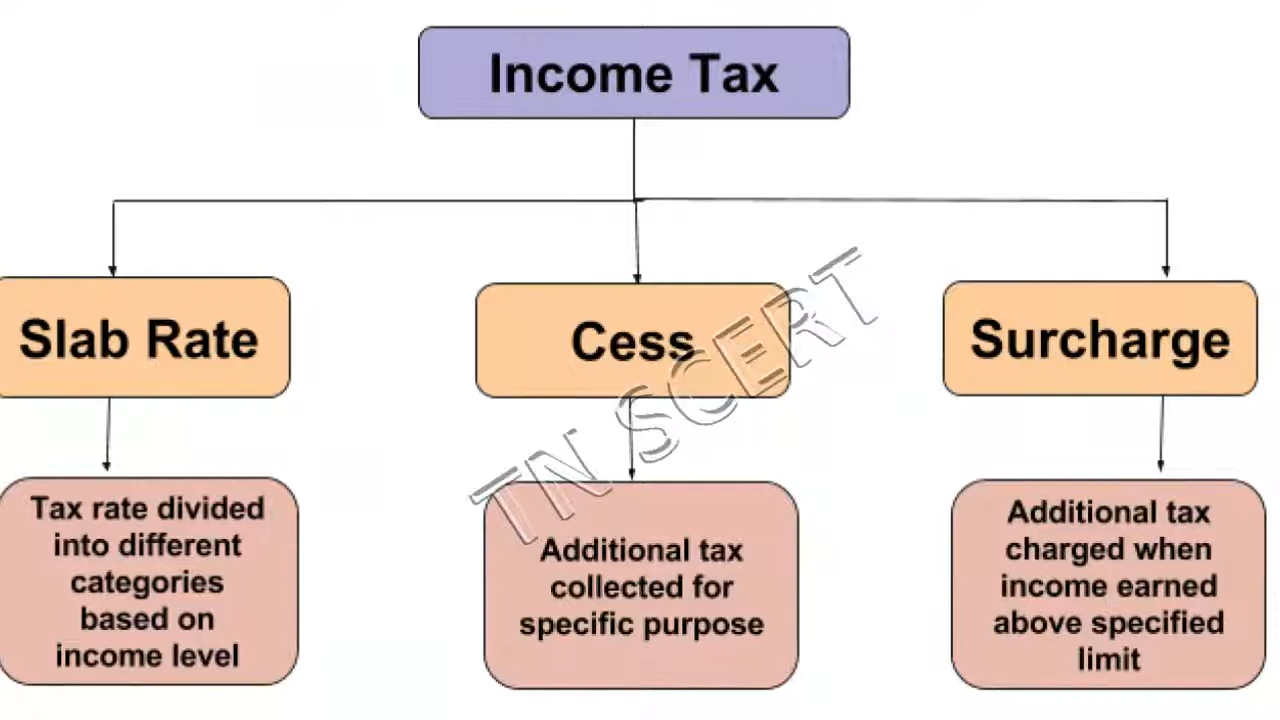 Income Tax
Slab Rate
Cess
Surcharge
TN SCERT
Tax rate divided
into different
categories
based on
income level
Additional tax
collected for
specific purpose
Additional tax
charged when
income earned
above specified
limit